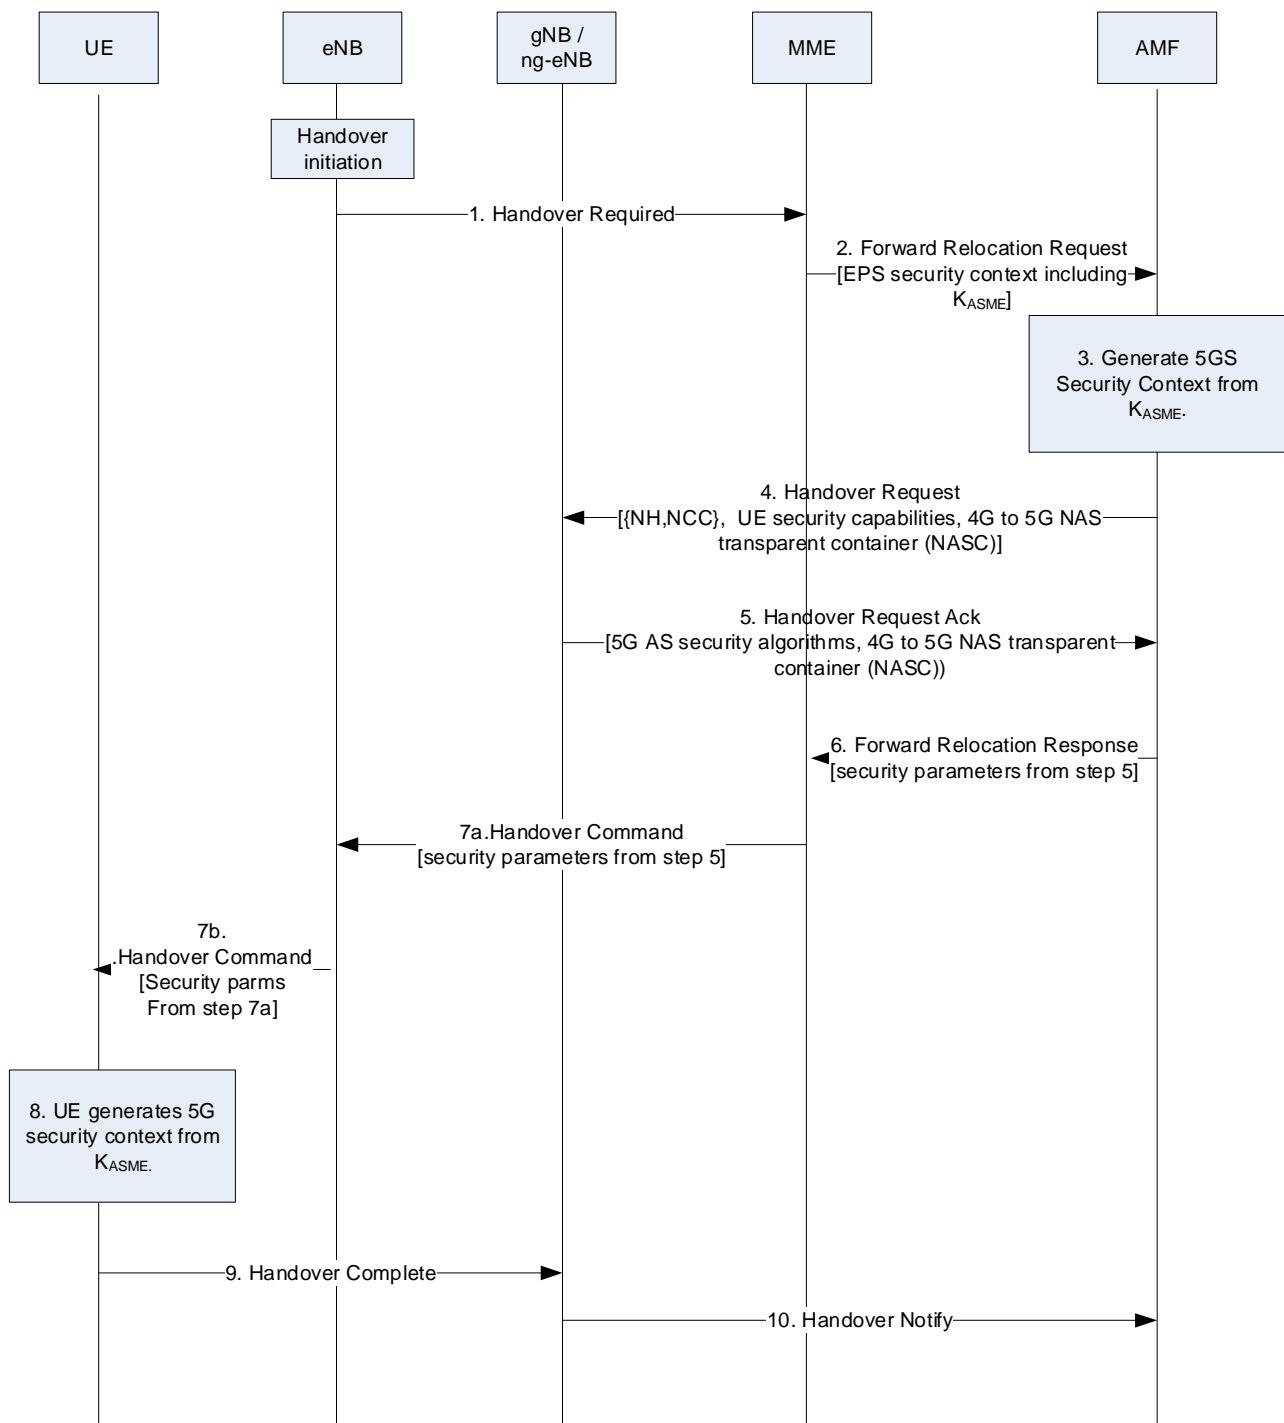 UE
eNB
gNB /
ng-eNB
MME
AMF
Handover
initiation
1. Handover Required
2. Forward Relocation Request
[EPS security context including
KASME]
3. Generate 5GS
Security Context from
KASME.
4. Handover Request
[{NH,NCC}, UE security capabilities, 4G to 5G NAS
transparent container (NASC)]
5. Handover Request Ack
[5G AS security algorithms, 4G to 5G NAS transparent
container (NASC))
6. Forward Relocation Response
[security parameters from step 5]
7a.Handover Command
[security parameters from step 5]
7b.
.Handover Command
[Security parms
From step 7a]
8. UE generates 5G
security context from
KASME.
9. Handover Complete
10. Handover Notify